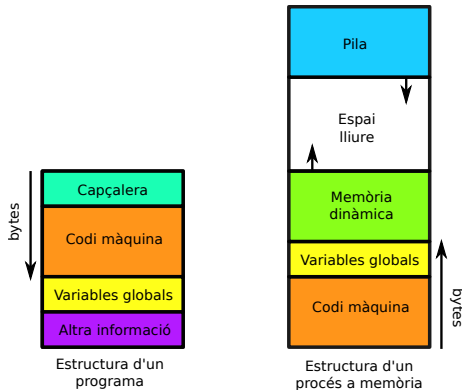 bytes
Capçalera
Codi màquina
Variables globals
Altra informació
Estructura d'un
programa
Pila
Espai
lliure
Memòria
dinàmica
Variables globals
Codi màquina
bytes
Estructura d'un
procés a memòria